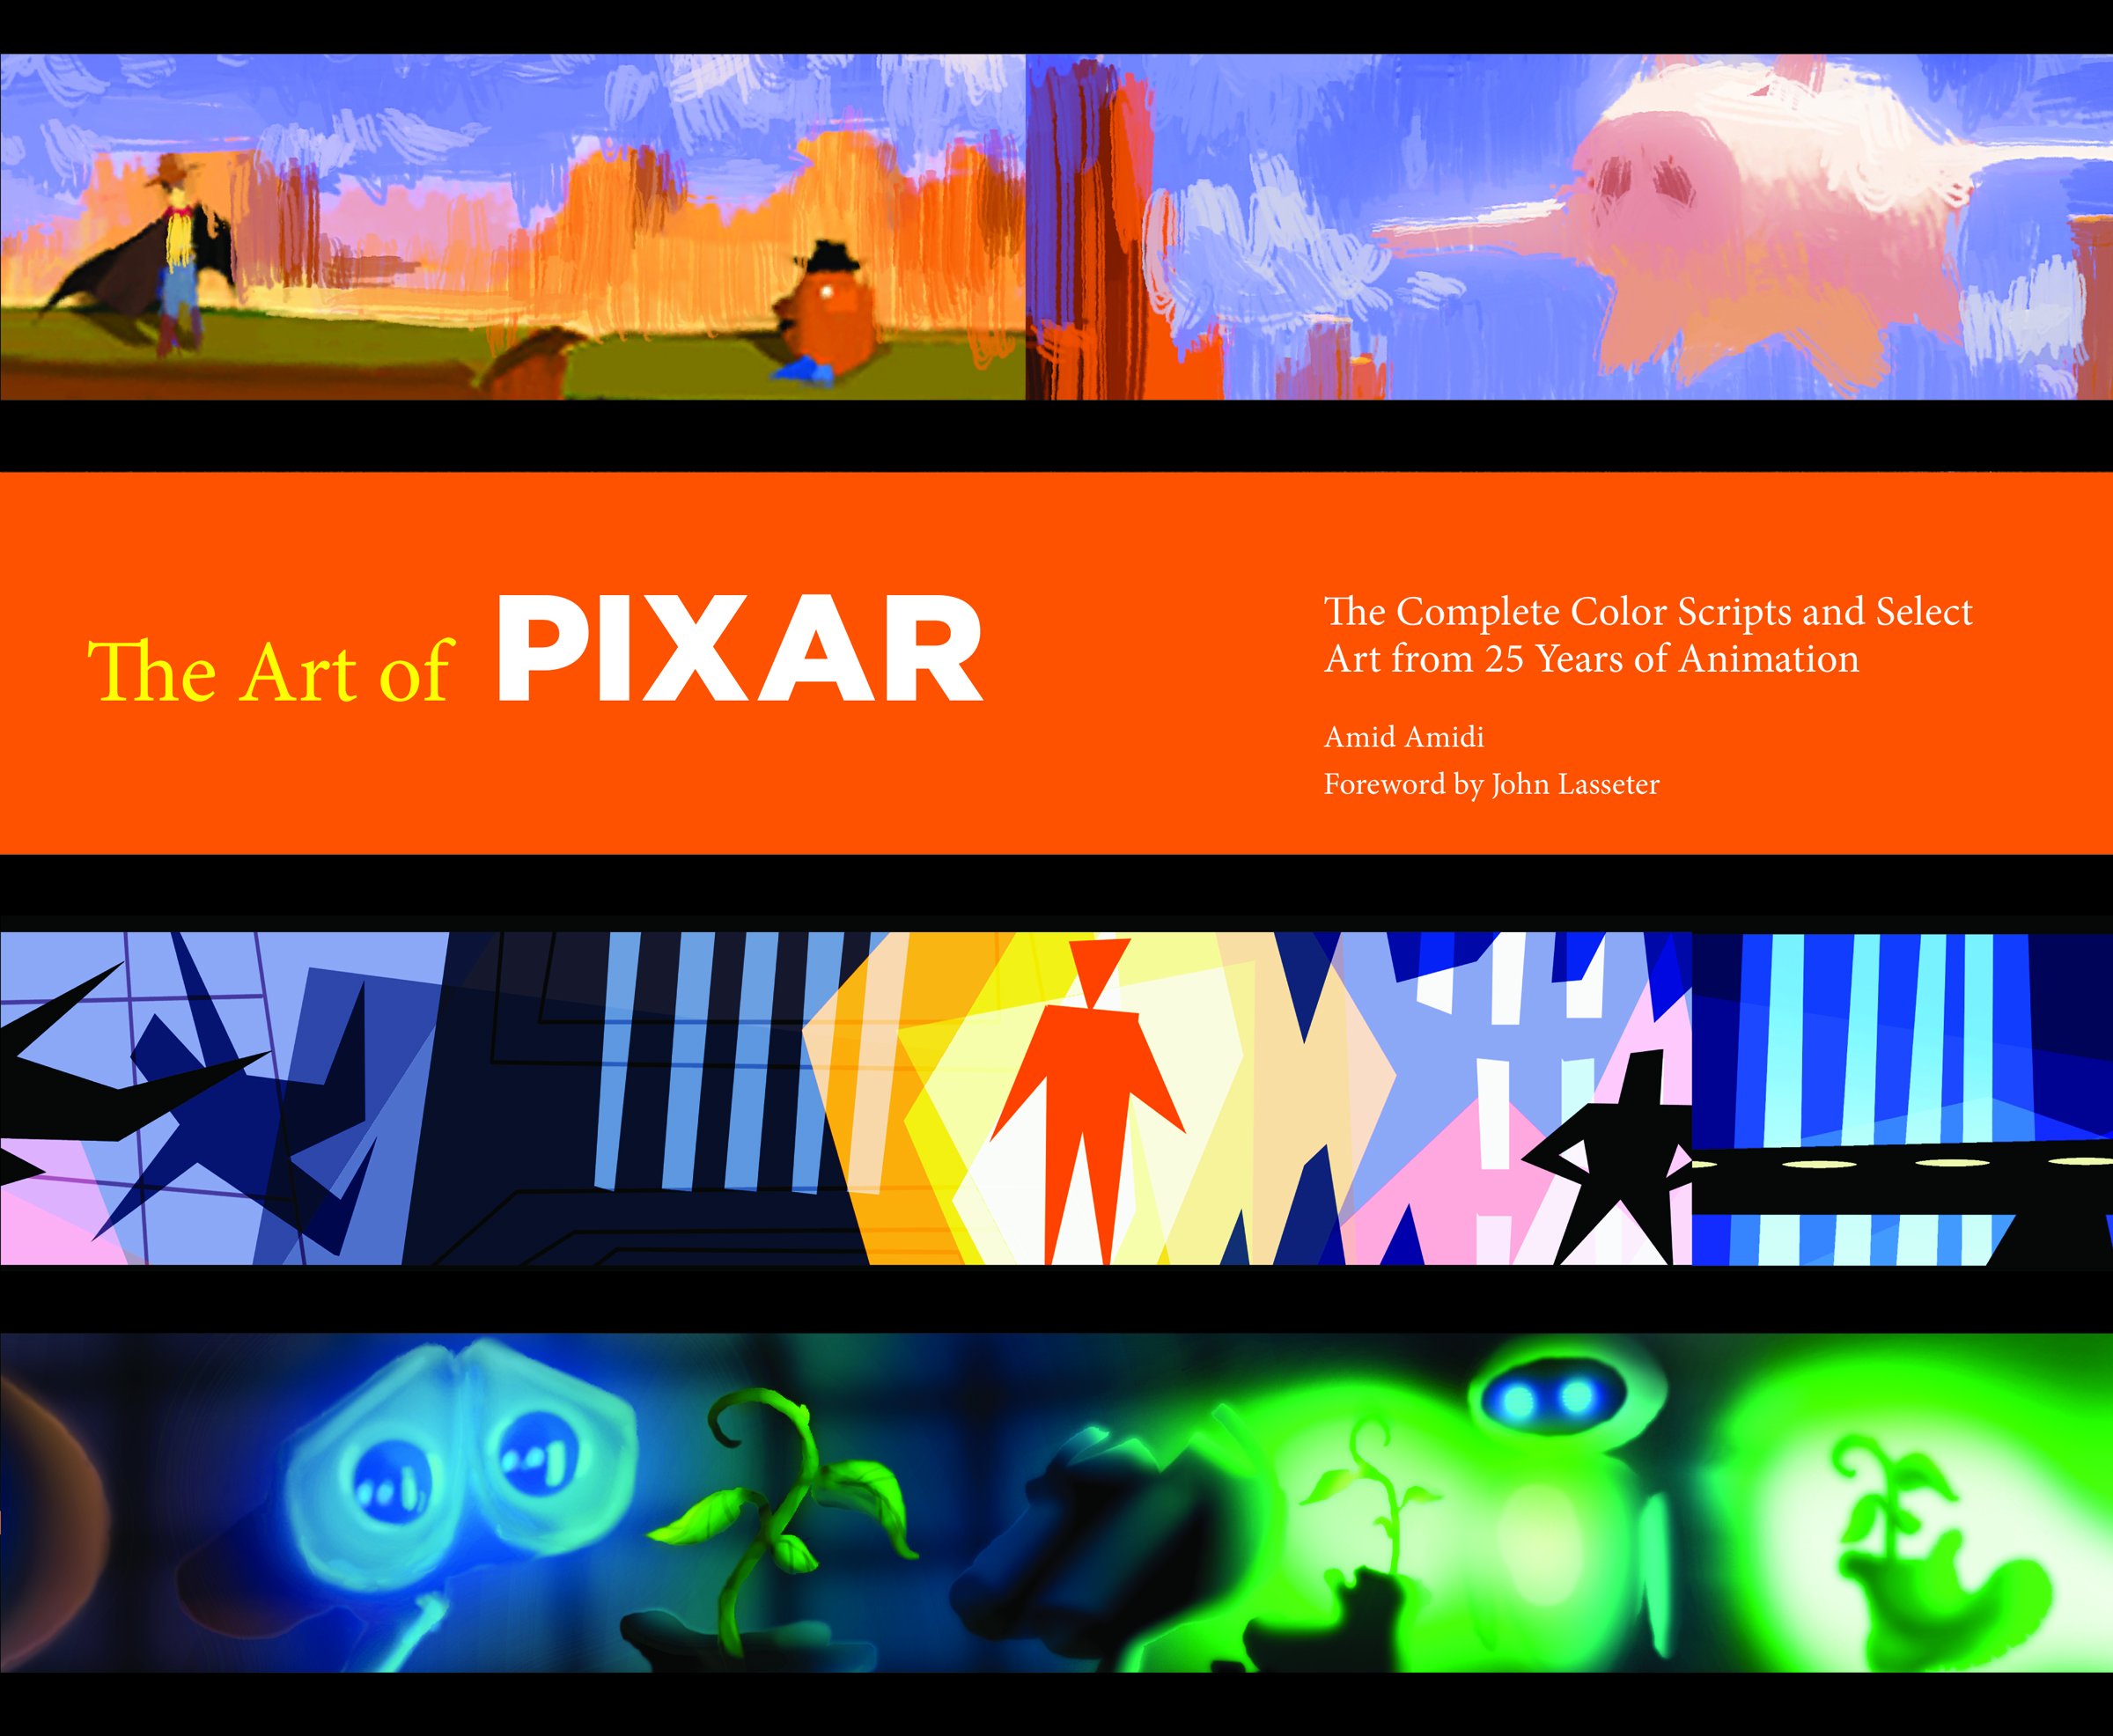 The Art of PIXAR
The Complete Color Scripts and Select
Art from 25 Years of Animation
Amid Amidi
Foreword by John Lasseter